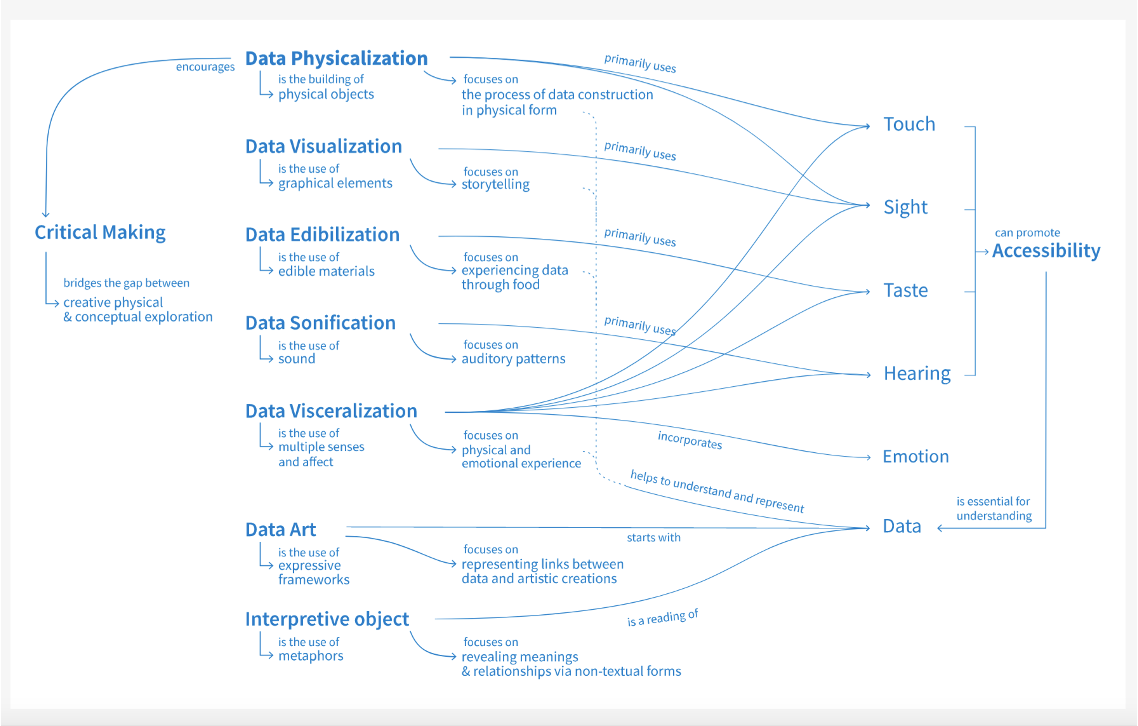 encourages
Data Physicalization
is the building of
physical objects
focuses on
the process of data construction
in physical form
primarily uses
Data Visualization
is the use of
graphical elements
focuses on
storytelling
primarily uses
Data Edibilization
is the use of
edible materials
focuses on
experiencing data
through food
primarily uses
Data Sonification
is the use of
sound
focuses on
auditory patterns
primarily uses
Data Visceralization
is the use of
multiple senses
and affect
focuses on
physical and
emotional experience
incorporates
helps to understand and represent
Data Art
is the use of
expressive
frameworks
focuses on
representing links between
data and artistic creations
starts with
Interpretive object
is the use of
metaphors
focuses on
revealing meanings
& relationships via non-textual forms
is a reading of
Critical Making
bridges the gap between
creative physical
& conceptual exploration
Touch
Sight
Taste
Hearing
Emotion
Data
can promote
Accessibility
is essential for
understanding